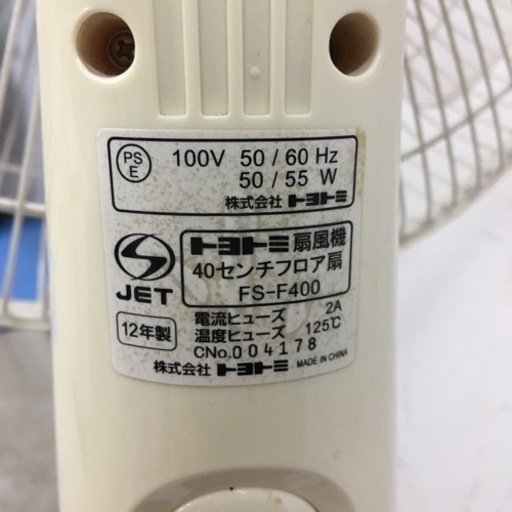 PS
E
100V 50 / 60 Hz
50 / 55 W
株式会社 トヨトミ
JET
トヨトミ 扇風機
40センチフロア扇
FS-F400
12年製
電流ヒューズ 2A
温度ヒューズ 125℃
CNo.004178
株式会社 トヨトミ MADE IN CHINA